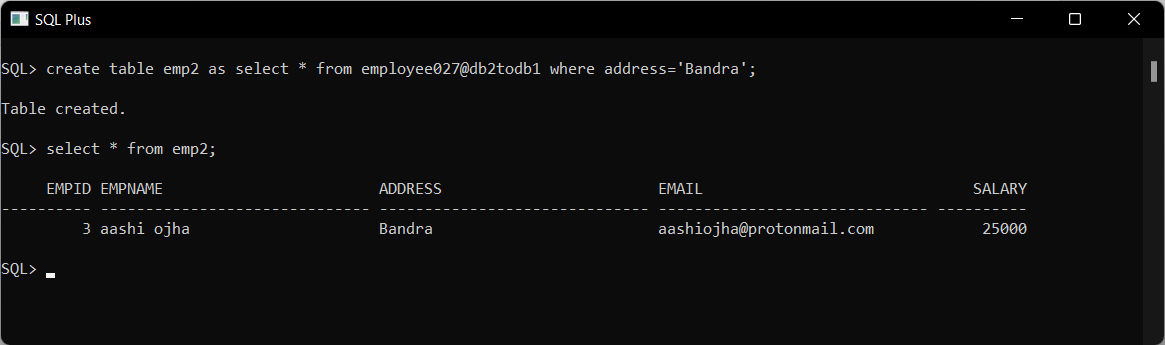 SQL Plus
SQL> create table emp2 as select * from employee027@db2todb1 where address='Bandra';
Table created.
SQL> select * from emp2;
     EMPID EMPNAME                        ADDRESS                        EMAIL                              SALARY
---------- ------------------------------ ------------------------------ ------------------------------ ----------
         3 aashi ojha                     Bandra                         aashiojha@protonmail.com            25000
SQL>